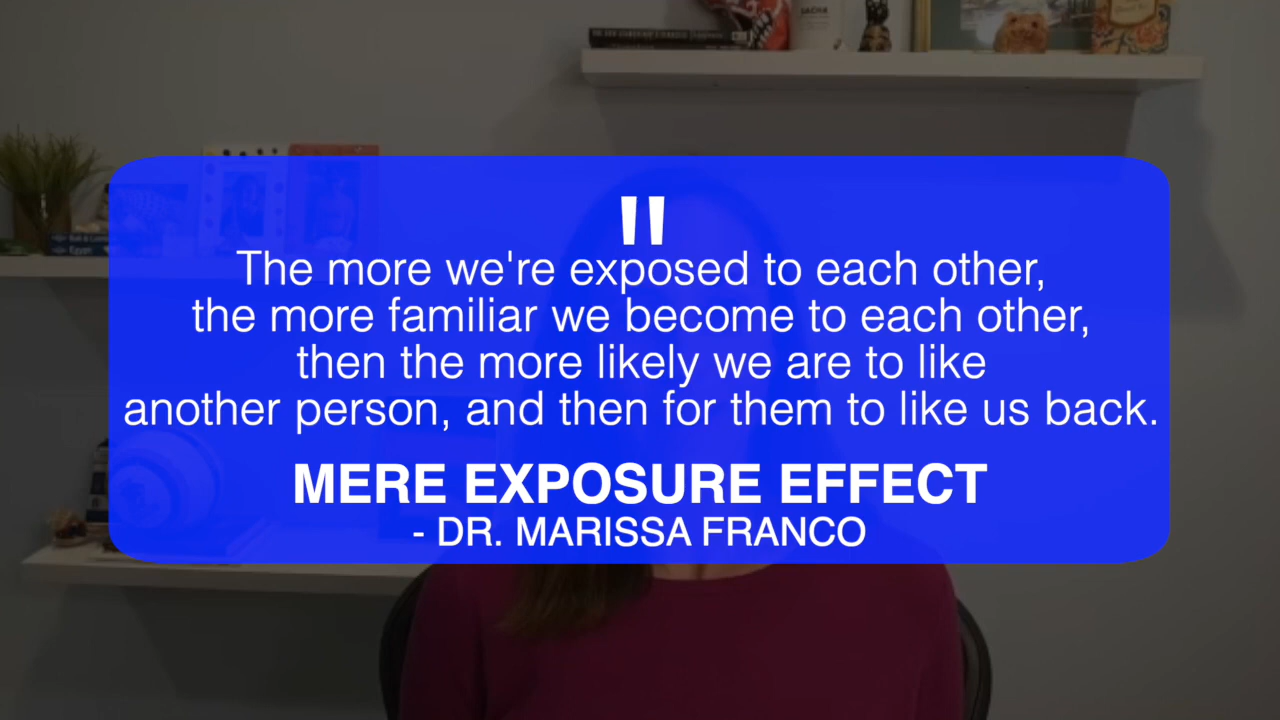 "
The more we're exposed to each other,
the more familiar we become to each other,
then the more likely we are to like
another person, and then for them to like us back.
MERE EXPOSURE EFFECT
- DR. MARISSA FRANCO